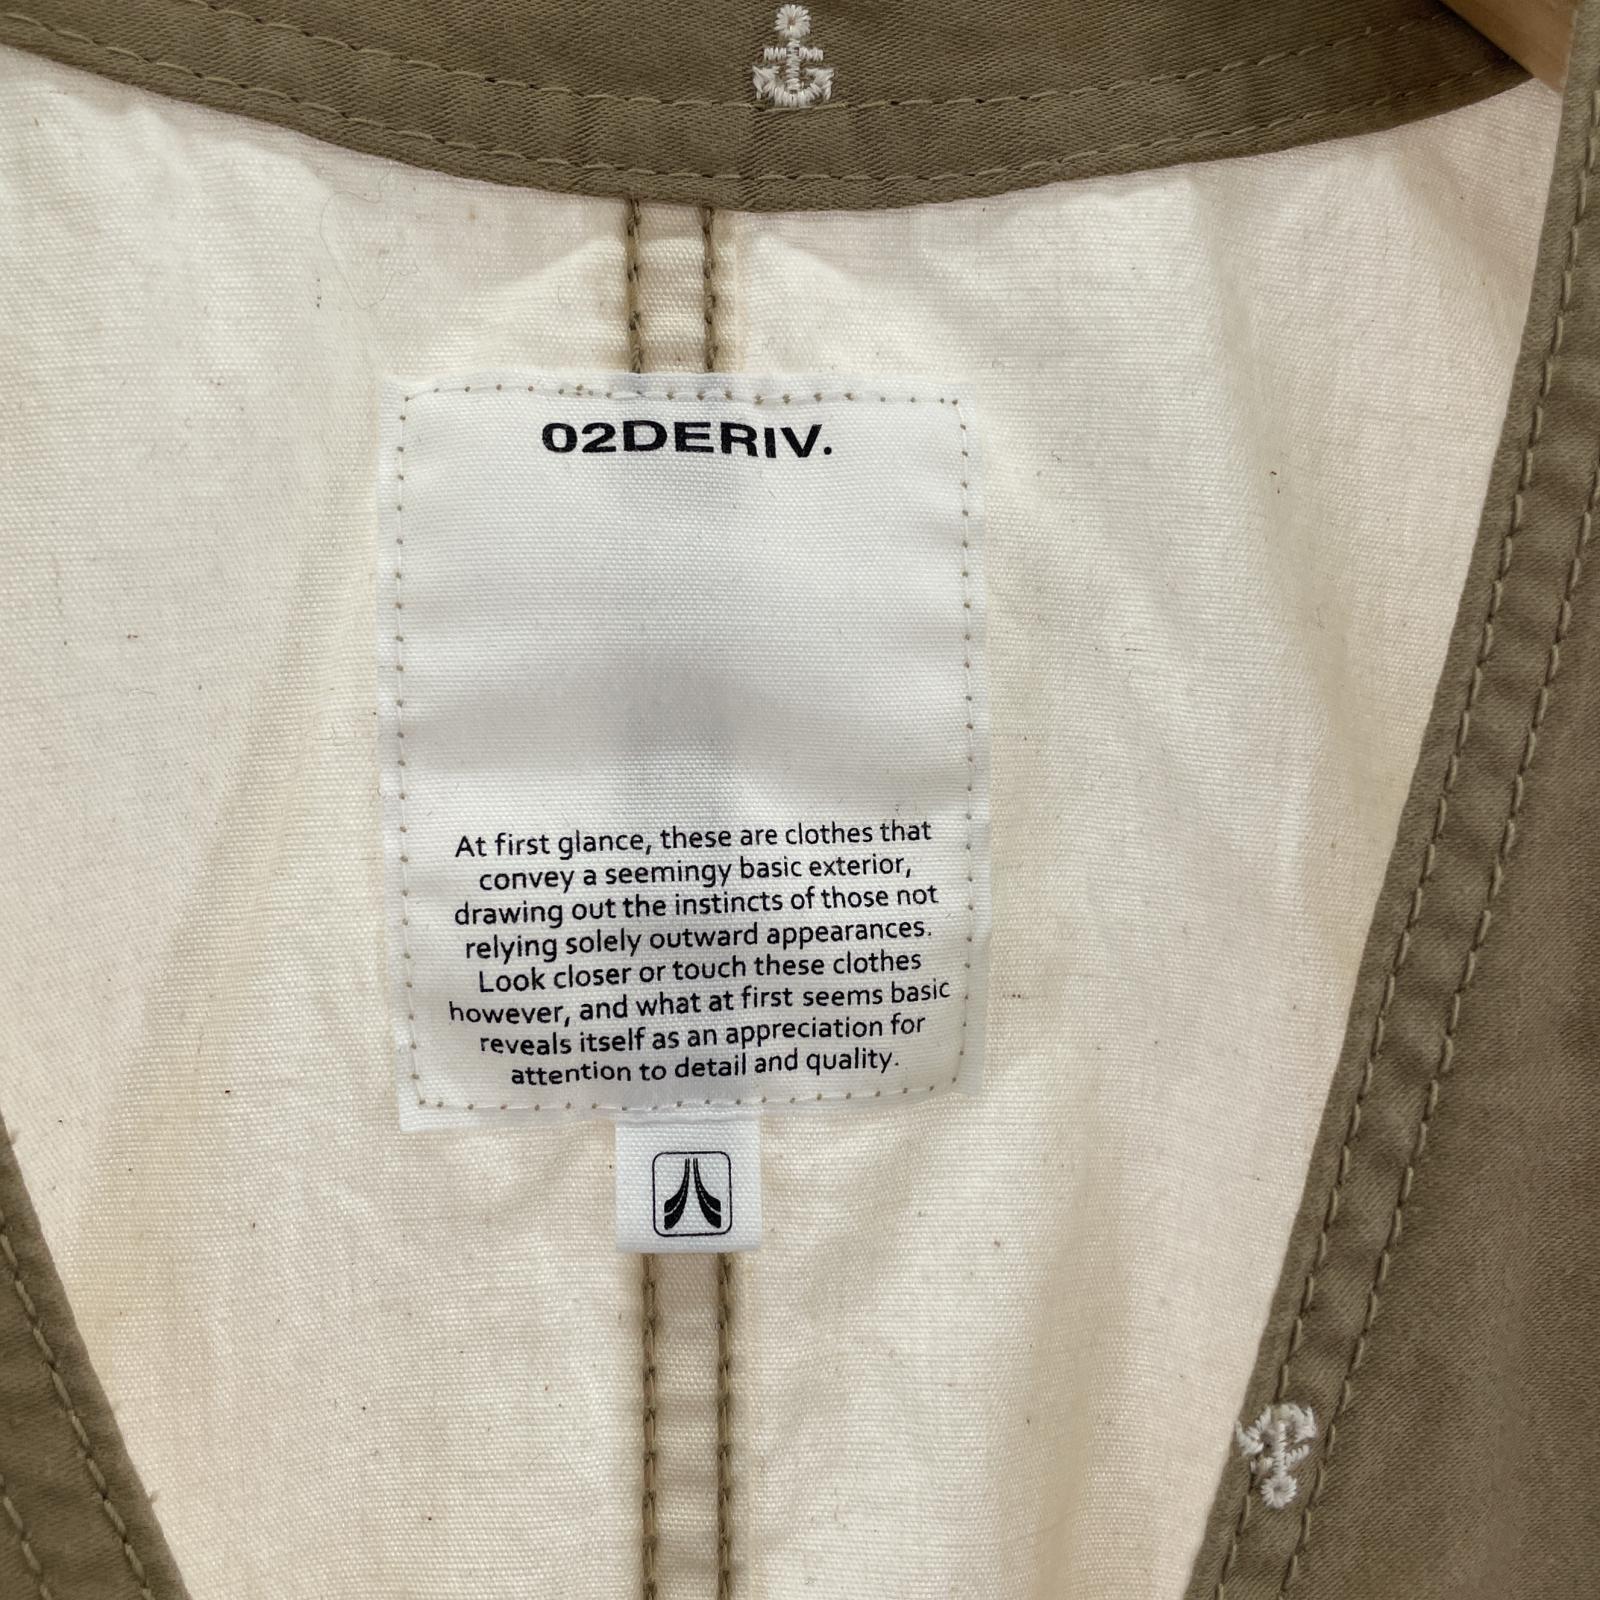 02DERIV.
At first glance, these are clothes that
convey a seemingy basic exterior,
drawing out the instincts of those not
relying solely outward appearances.
Look closer or touch these clothes
however, and what at first seems basic
reveals itself as an appreciation for
attention to detail and quality.